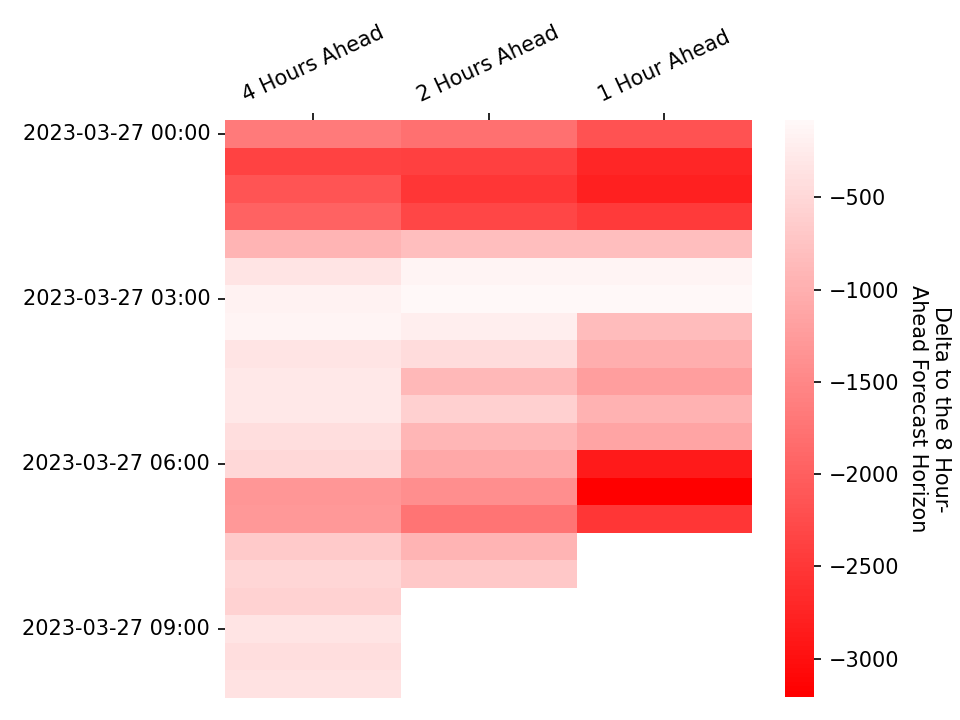 4 Hours Ahead
2 Hours Ahead
1 Hour Ahead
2023-03-27 00:00
2023-03-27 03:00
2023-03-27 06:00
2023-03-27 09:00
−500
−1000
−1500
−2000
−2500
−3000
Delta to the 8 Hour-
Ahead Forecast Horizon